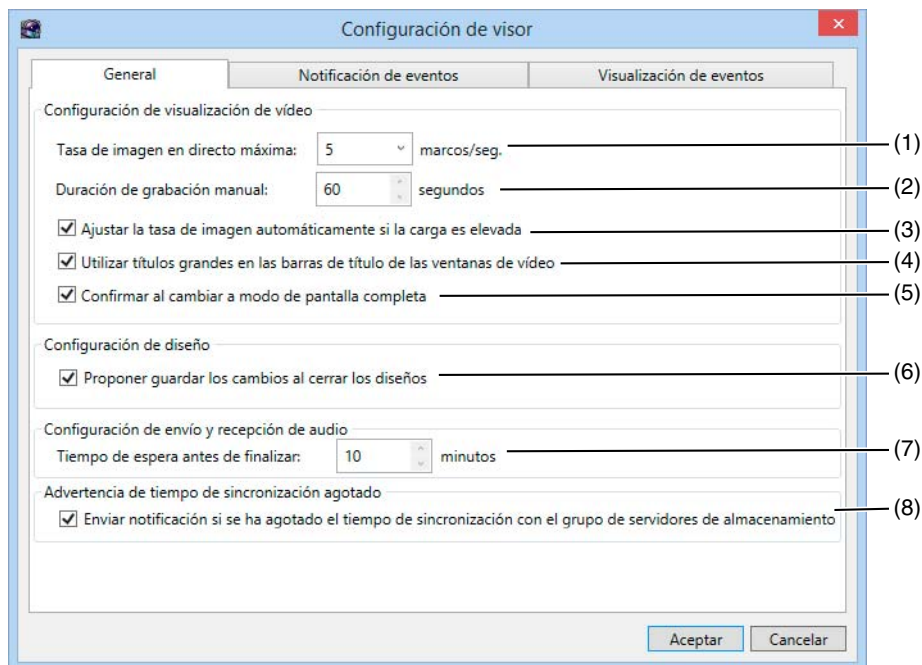 Configuración de visor
General
Notificación de eventos
Visualización de eventos
Configuración de visualización de vídeo
Tasa de imagen en directo máxima: 5 marcos/seg. (1)
Duración de grabación manual: 60 segundos (2)
Ajustar la tasa de imagen automáticamente si la carga es elevada (3)
Utilizar títulos grandes en las barras de título de las ventanas de vídeo (4)
Confirmar al cambiar a modo de pantalla completa (5)
Configuración de diseño
Proponer guardar los cambios al cerrar los diseños (6)
Configuración de envío y recepción de audio
Tiempo de espera antes de finalizar: 10 minutos (7)
Advertencia de tiempo de sincronización agotado
Enviar notificación si se ha agotado el tiempo de sincronización con el grupo de servidores de almacenamiento (8)
Aceptar
Cancelar